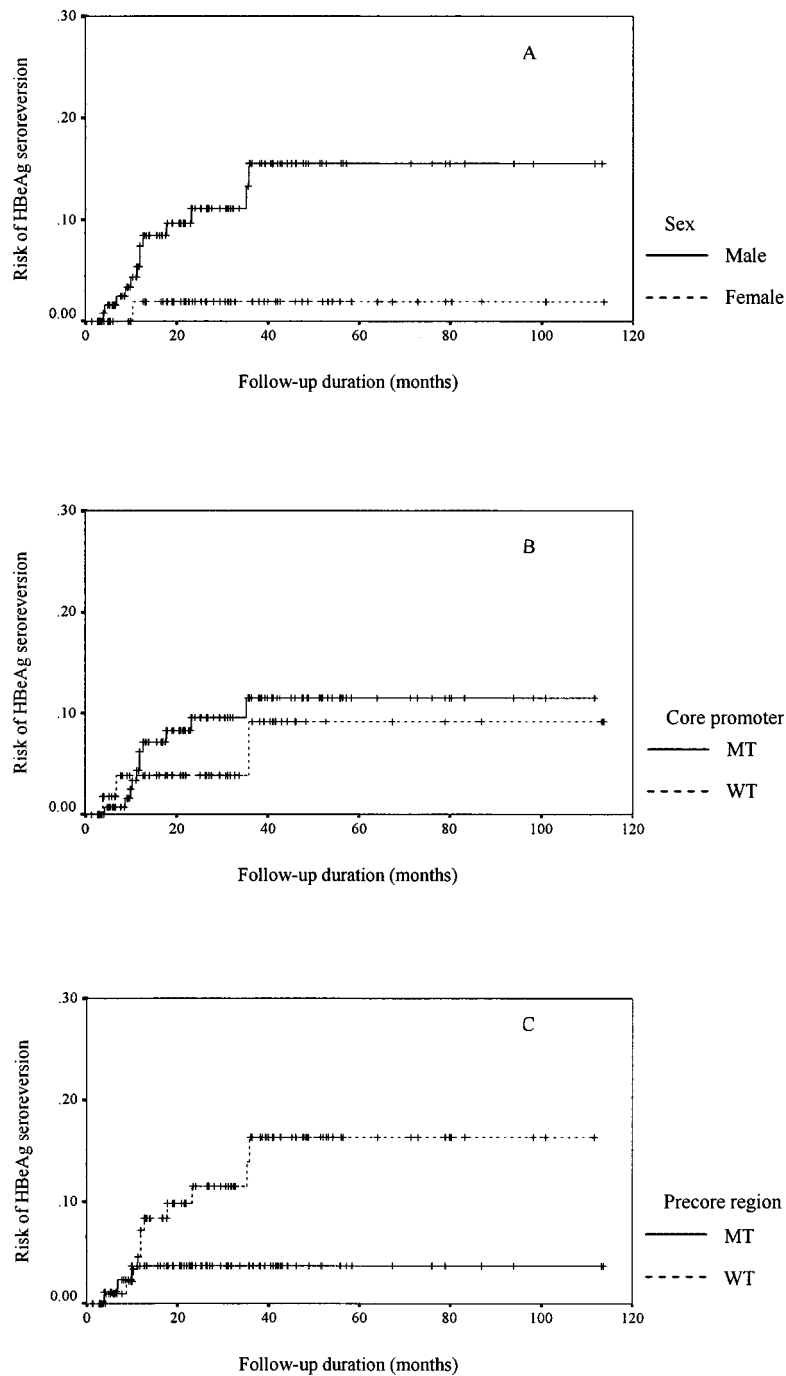 .30
A
.20
Risk of HBeAg seroreversion
.10
Sex
Male
Female
0.00
0 20 40 60 80 100 120
Follow-up duration (months)
.30
B
.20
Risk of HBeAg seroreversion
.10
Core promoter
MT
WT
0.00
0 20 40 60 80 100 120
Follow-up duration (months)
.30
C
.20
Risk of HBeAg seroreversion
.10
Precore region
MT
WT
0.00
0 20 40 60 80 100 120
Follow-up duration (months)